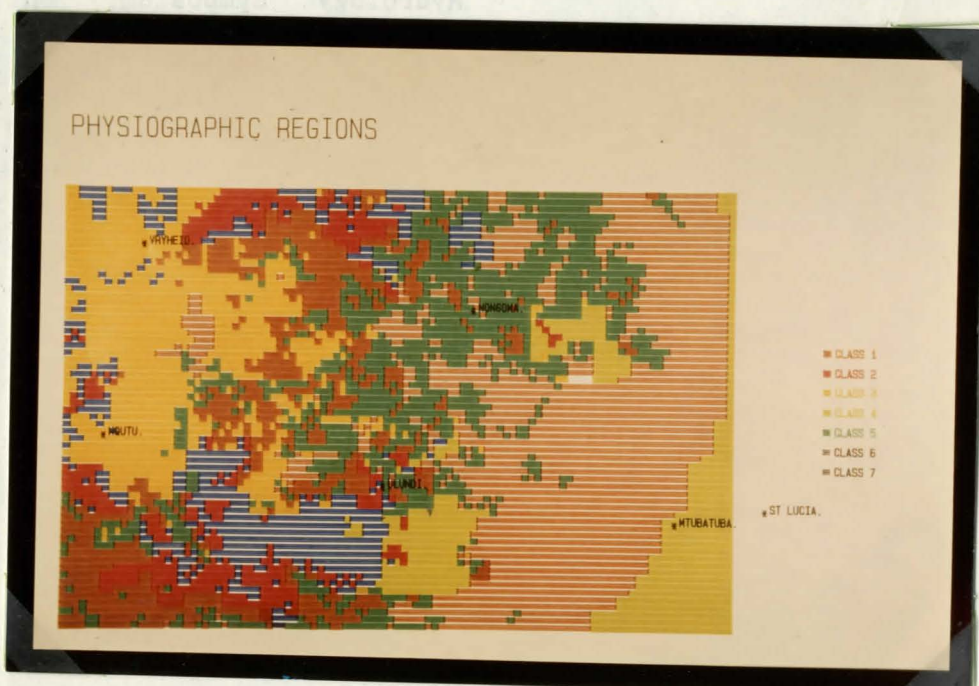 PHYSIOGRAPHIC REGIONS
VRYHEID.
NONGOMA.
CLASS 1
CLASS 2
CLASS 3
CLASS 4
NQUTU.
CLASS 5
CLASS 6
CLASS 7
ULUNDI.
ST LUCIA.
MTUBATUBA.